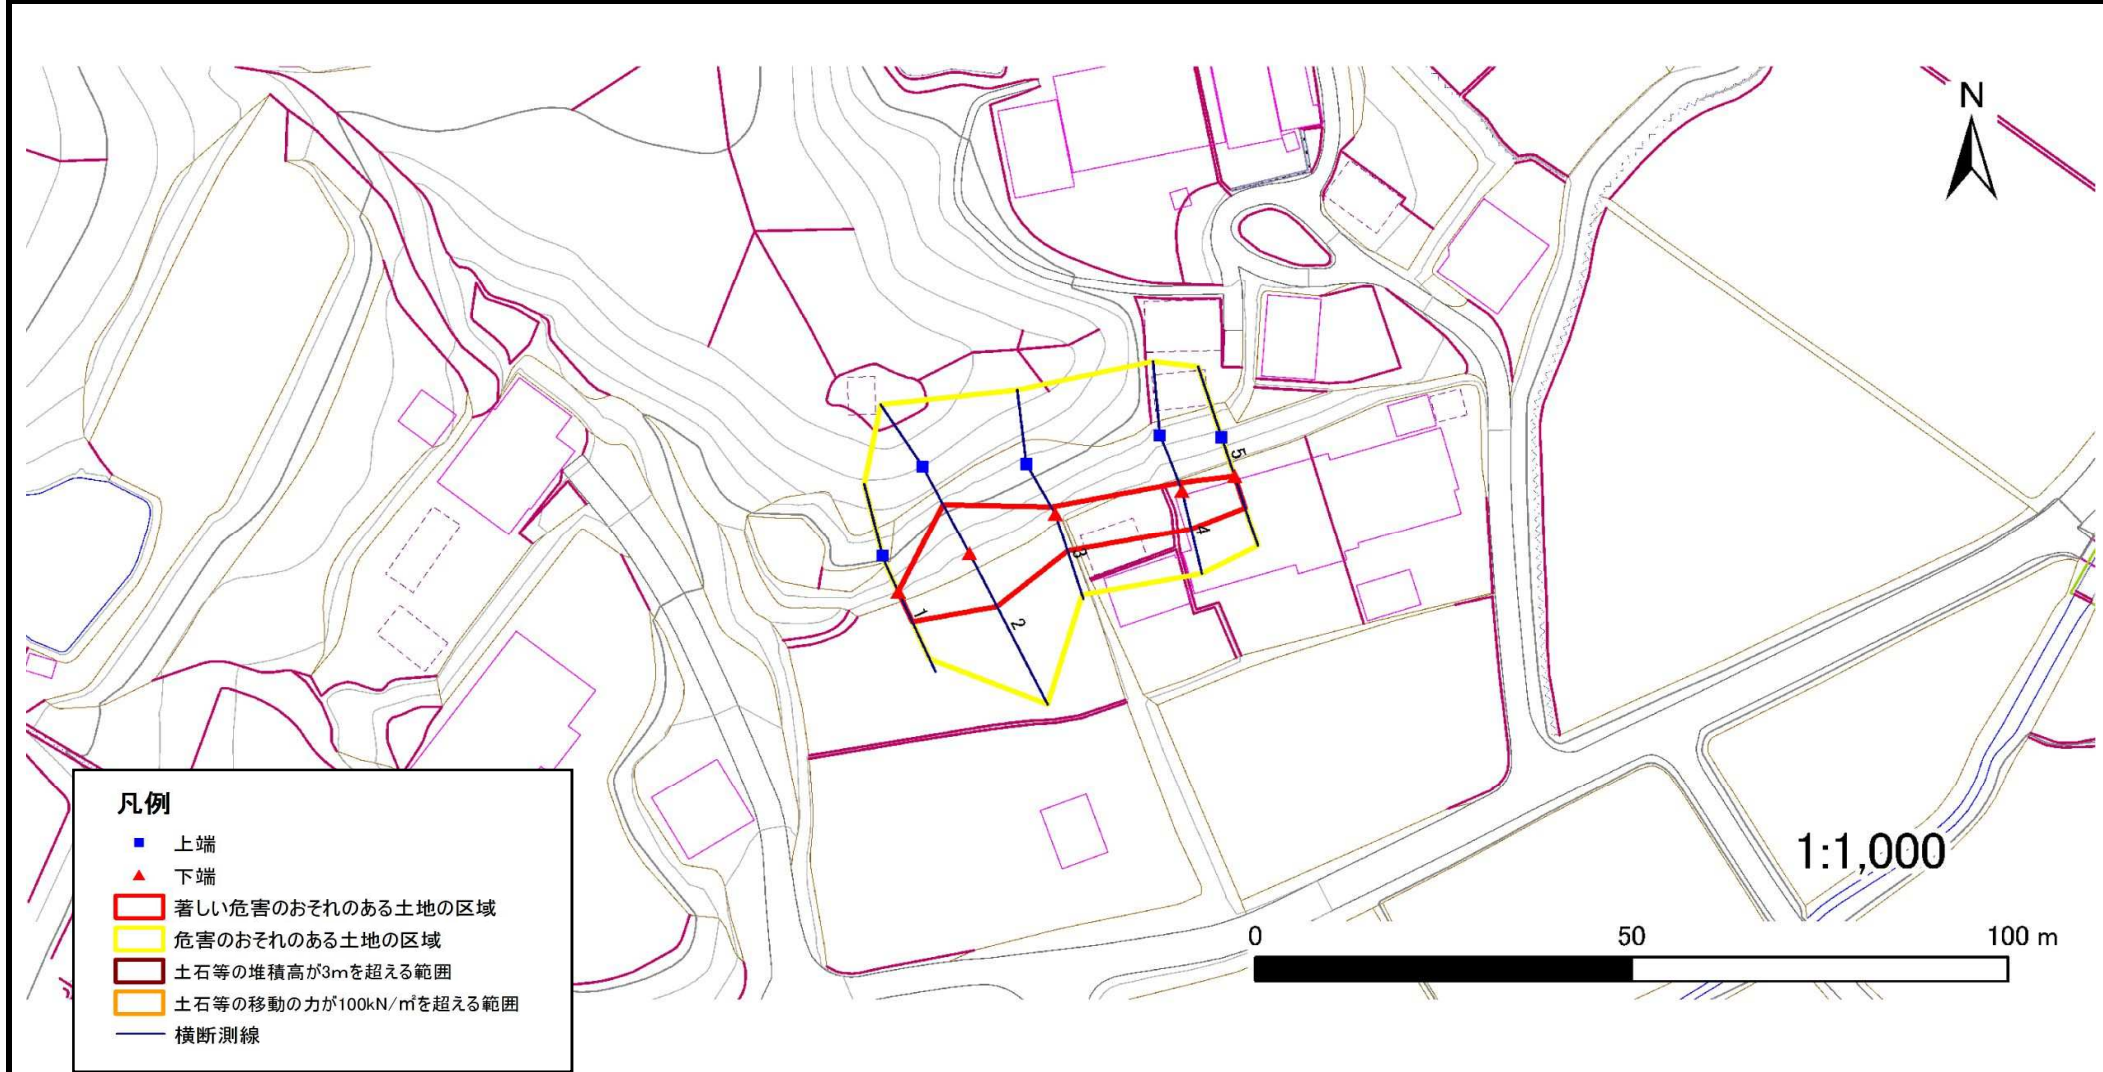 N
1
2
3
4
5
凡例
上端
下端
著しい危害のおそれのある土地の区域
危害のおそれのある土地の区域
土石等の堆積高が3mを超える範囲
土石等の移動の力が100kN/㎡を超える範囲
横断測線
1:1,000
0 50 100 m